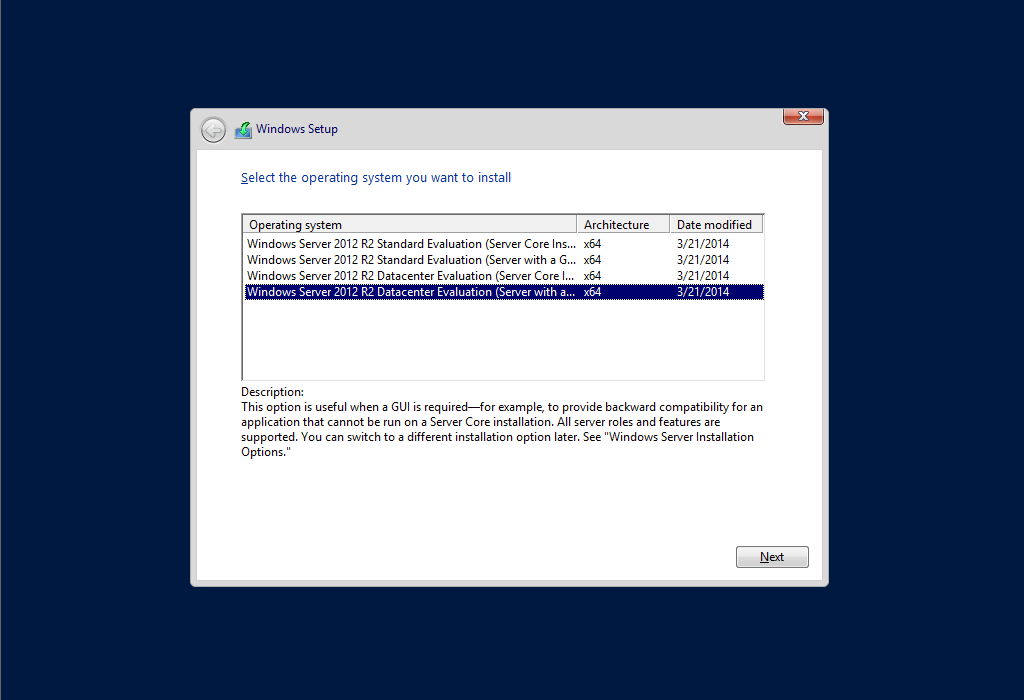 Windows Setup
Select the operating system you want to install
Operating system Architecture Date modified
Windows Server 2012 R2 Standard Evaluation (Server Core Ins... x64 3/21/2014
Windows Server 2012 R2 Standard Evaluation (Server with a G... x64 3/21/2014
Windows Server 2012 R2 Datacenter Evaluation (Server Core I... x64 3/21/2014
Windows Server 2012 R2 Datacenter Evaluation (Server with a... x64 3/21/2014
Description:
This option is useful when a GUI is required—for example, to provide backward compatibility for an
application that cannot be run on a Server Core installation. All server roles and features are
supported. You can switch to a different installation option later. See "Windows Server Installation
Options."
Next